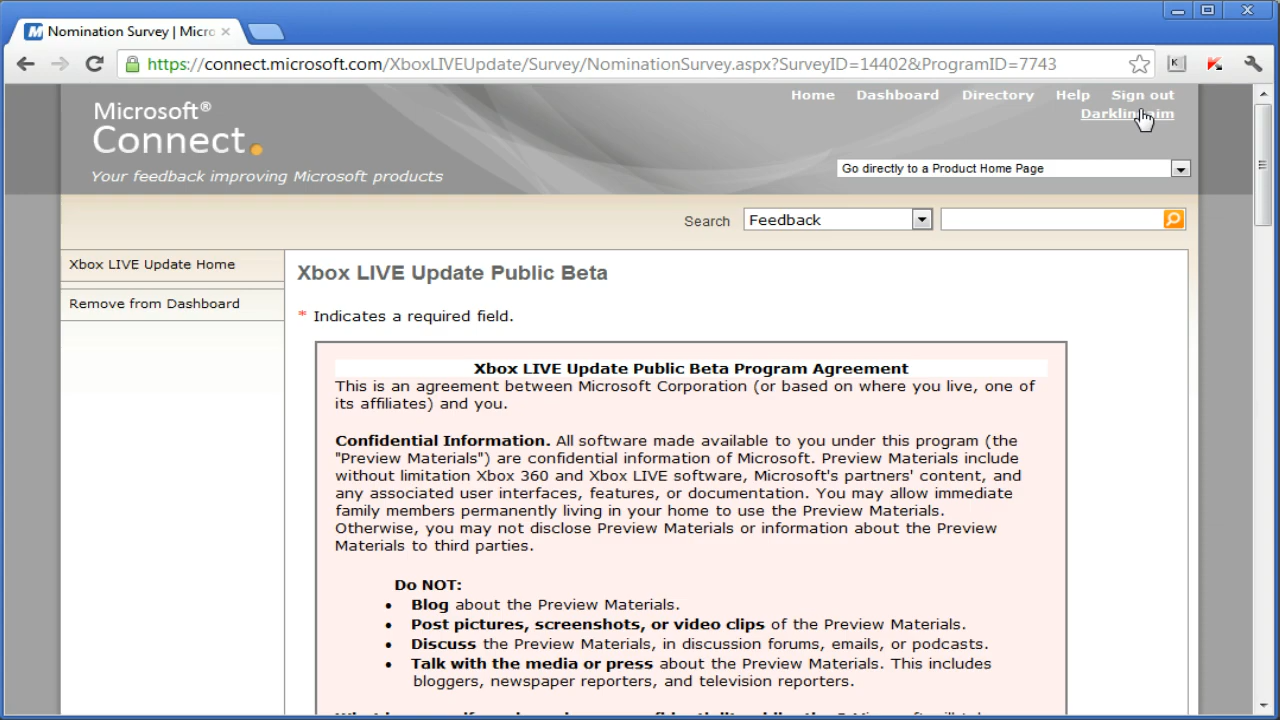 Nomination Survey | Micro
https://connect.microsoft.com/XboxLIVEUpdate/Survey/NominationSurvey.aspx?SurveyID=14402&ProgramID=7743
Home Dashboard Directory Help Sign out
Microsoft®
Connect.
Your feedback improving Microsoft products
Go directly to a Product Home Page
Search Feedback
Xbox LIVE Update Home
Remove from Dashboard
Xbox LIVE Update Public Beta
* Indicates a required field.
Xbox LIVE Update Public Beta Program Agreement
This is an agreement between Microsoft Corporation (or based on where you live, one of
its affiliates) and you.
Confidential Information. All software made available to you under this program (the
"Preview Materials") are confidential information of Microsoft. Preview Materials include
without limitation Xbox 360 and Xbox LIVE software, Microsoft's partners' content, and
any associated user interfaces, features, or documentation. You may allow immediate
family members permanently living in your home to use the Preview Materials.
Otherwise, you may not disclose Preview Materials or information about the Preview
Materials to third parties.
Do NOT:
• Blog about the Preview Materials.
• Post pictures, screenshots, or video clips of the Preview Materials.
• Discuss the Preview Materials, in discussion forums, emails, or podcasts.
• Talk with the media or press about the Preview Materials. This includes
bloggers, newspaper reporters, and television reporters.